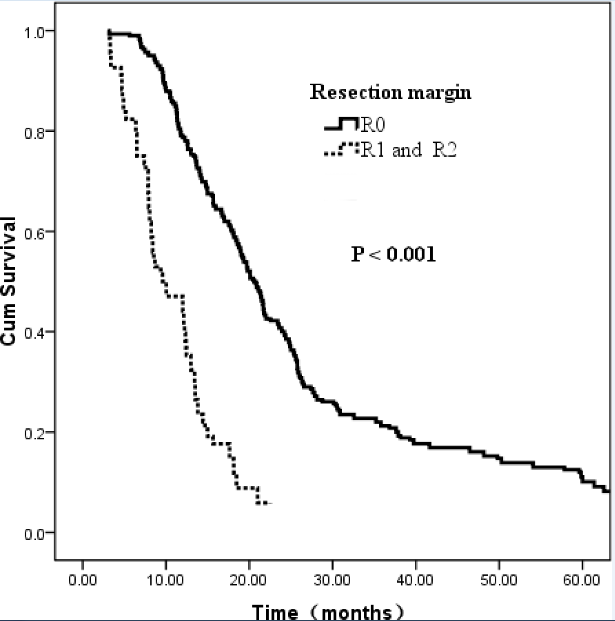 Resection margin
R0
R1 and R2
P < 0.001
Cum Survival
1.0
0.8
0.6
0.4
0.2
0.0
0.00 10.00 20.00 30.00 40.00 50.00 60.00
Time（months）